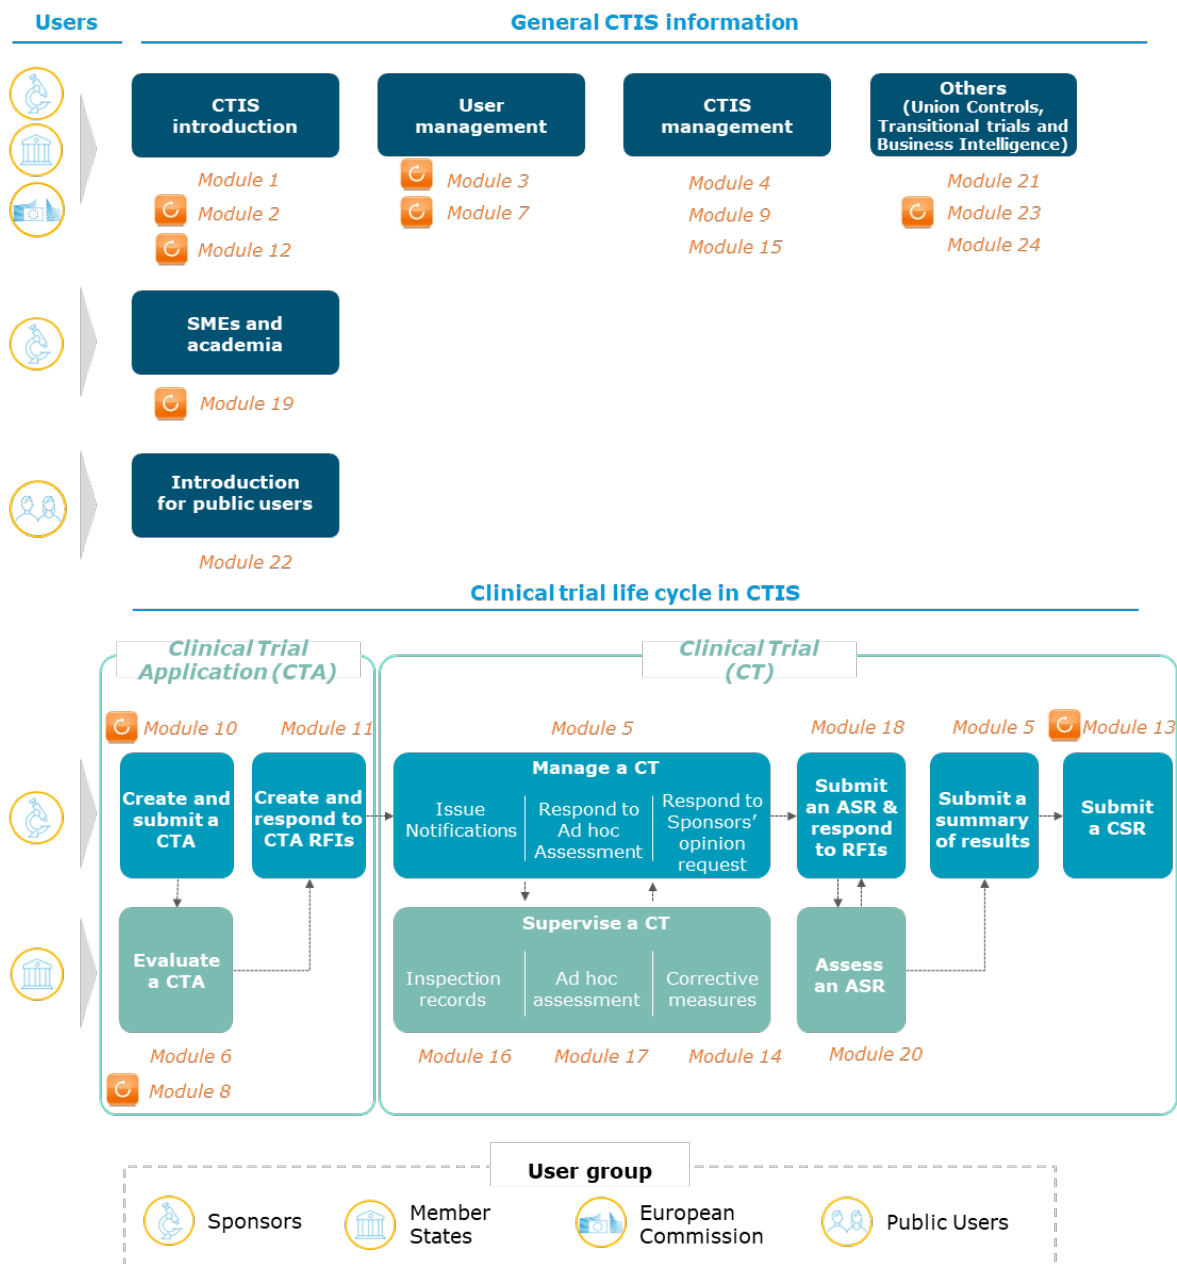 Users
General CTIS information
CTIS
introduction
User
management
CTIS
management
Others
(Union Controls,
Transitional trials and
Business Intelligence)
Module 1
Module 2
Module 12
Module 3
Module 7
Module 4
Module 9
Module 15
Module 21
Module 23
Module 24
SMEs and
academia
Module 19
Introduction
for public users
Module 22
Clinical trial life cycle in CTIS
Clinical Trial
Application (CTA)
Clinical Trial
(CT)
Module 10
Module 11
Module 5
Module 18
Module 5
Module 13
Create and
submit a
CTA
Create and
respond to
CTA RFIs
Manage a CT
Issue
Notifications
Respond to
Ad hoc
Assessment
Respond to
Sponsors'
opinion
request
Submit
an ASR &
respond
to RFIs
Submit a
summary
of results
Submit
a CSR
Evaluate
a CTA
Supervise a CT
Inspection
records
Ad hoc
assessment
Corrective
measures
Assess
an ASR
Module 6
Module 8
Module 16
Module 17
Module 14
Module 20
User group
Sponsors
Member
States
European
Commission
Public Users